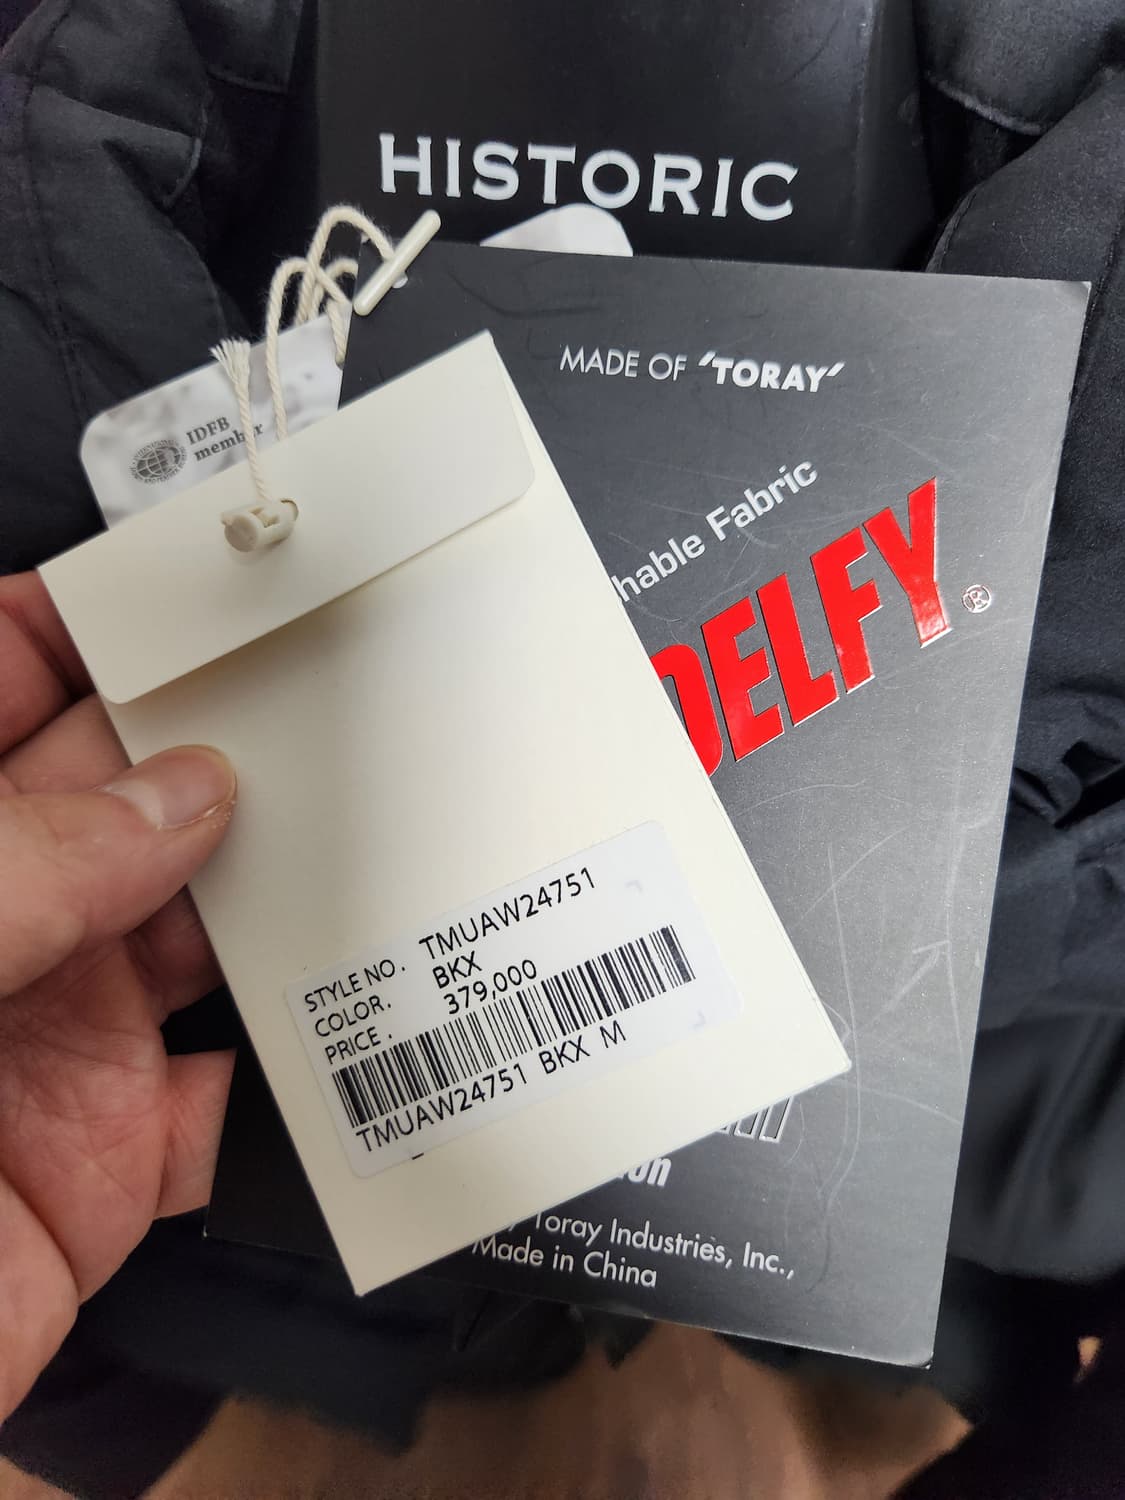 HISTORIC
MADE OF 'TORAY'
IDFB
member
Fabric
DELFY®
STYLE NO. TMUAW24751
COLOR. BKX
PRICE. 379,000
TMUAW24751 BKX M
Toray Industries, Inc.,
Made in China